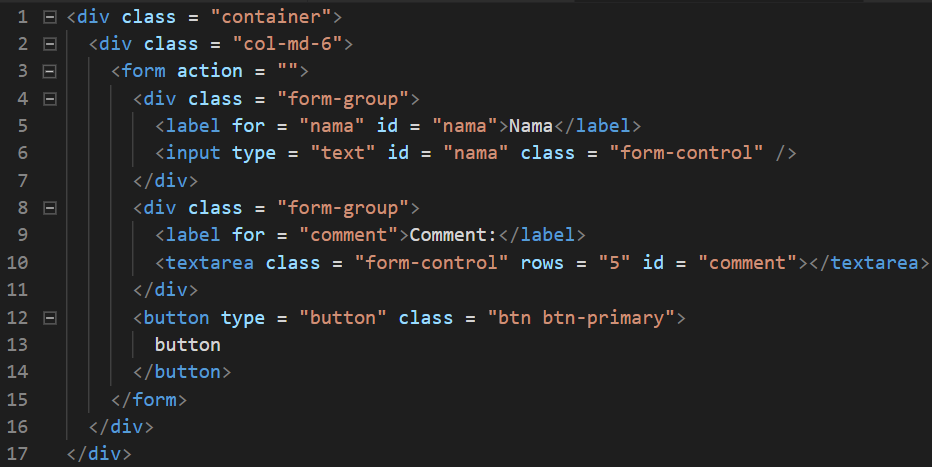 1 <div class = "container">
2 <div class = "col-md-6">
3 <form action = "">
4 <div class = "form-group">
5 <label for = "nama" id = "nama">Nama</label>
6 <input type = "text" id = "nama" class = "form-control" />
7 </div>
8 <div class = "form-group">
9 <label for = "comment">Comment:</label>
10 <textarea class = "form-control" rows = "5" id = "comment"></textarea>
11 </div>
12 <button type = "button" class = "btn btn-primary">
13 button
14 </button>
15 </form>
16 </div>
17 </div>